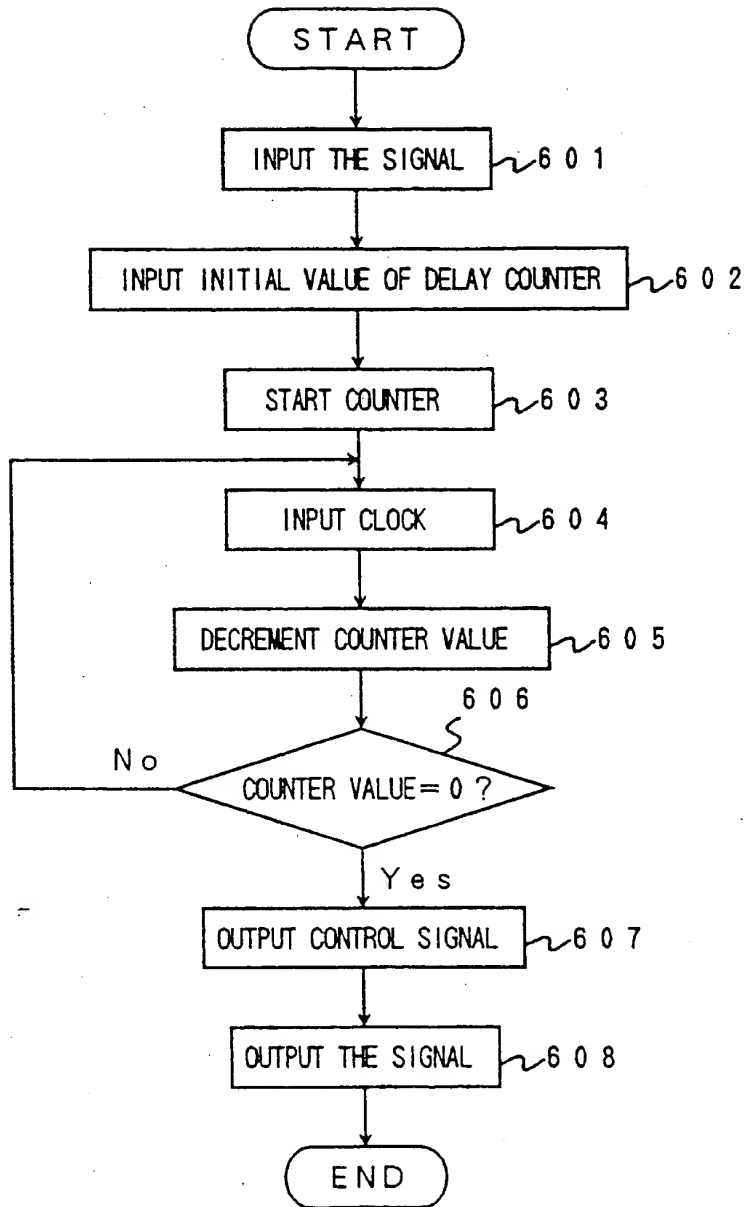 START
INPUT THE SIGNAL 601
INPUT INITIAL VALUE OF DELAY COUNTER 602
START COUNTER 603
INPUT CLOCK 604
DECREMENT COUNTER VALUE 605
606
No
COUNTER VALUE=0?
Yes
OUTPUT CONTROL SIGNAL 607
OUTPUT THE SIGNAL 608
END